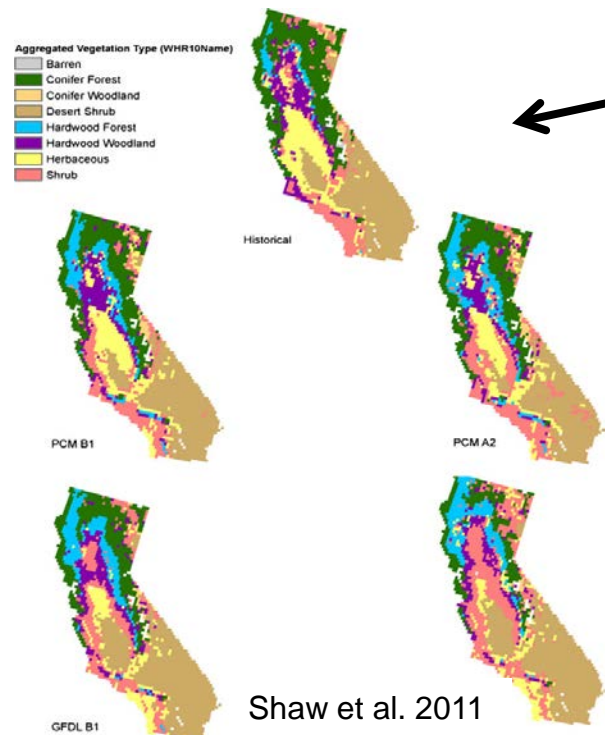 Aggregated Vegetation Type (WHR10Name)
Barren
Conifer Forest
Conifer Woodland
Desert Shrub
Hardwood Forest
Hardwood Woodland
Herbaceous
Shrub
Historical
PCM B1
PCM A2
GFDL B1
Shaw et al. 2011